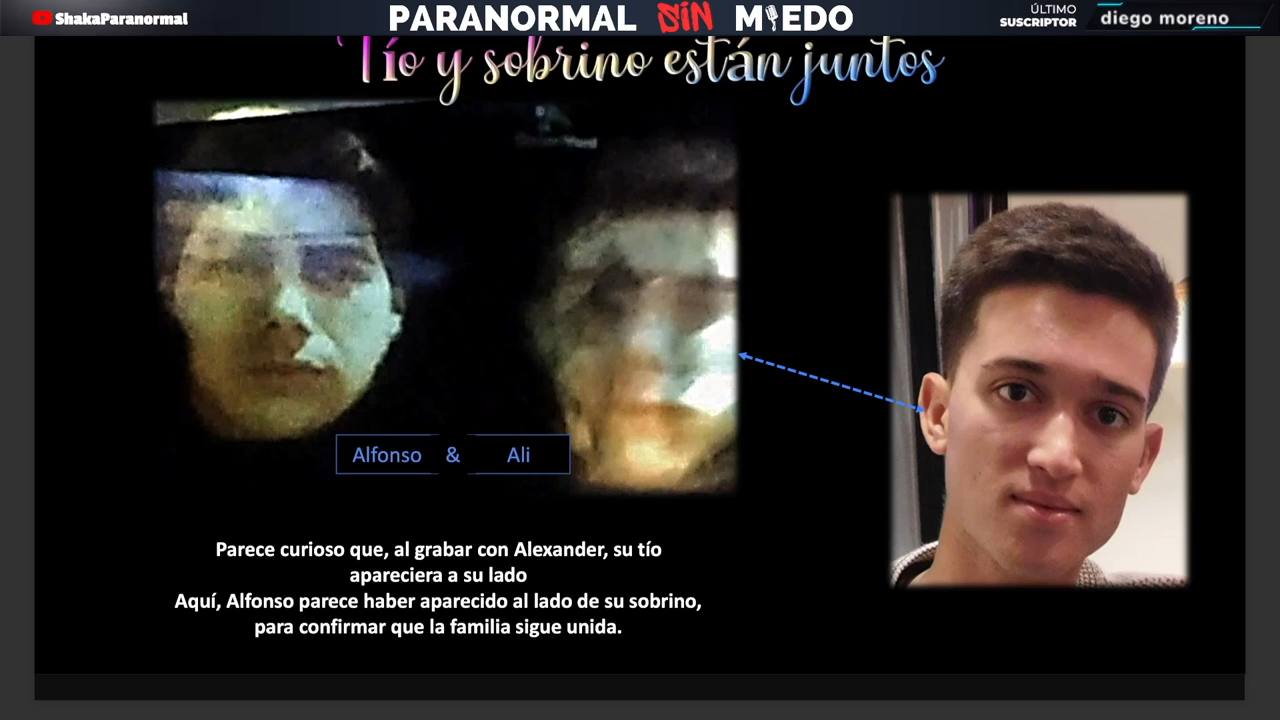 ShakaParanormal
PARANORMAL SiN MIEDO
ÚLTIMO
SUSCRIPTOR
diego moreno
Tío y sobrino están juntos
Alfonso & Ali
Parece curioso que, al grabar con Alexander, su tío
apareciera a su lado
Aquí, Alfonso parece haber aparecido al lado de su sobrino,
para confirmar que la familia sigue unida.